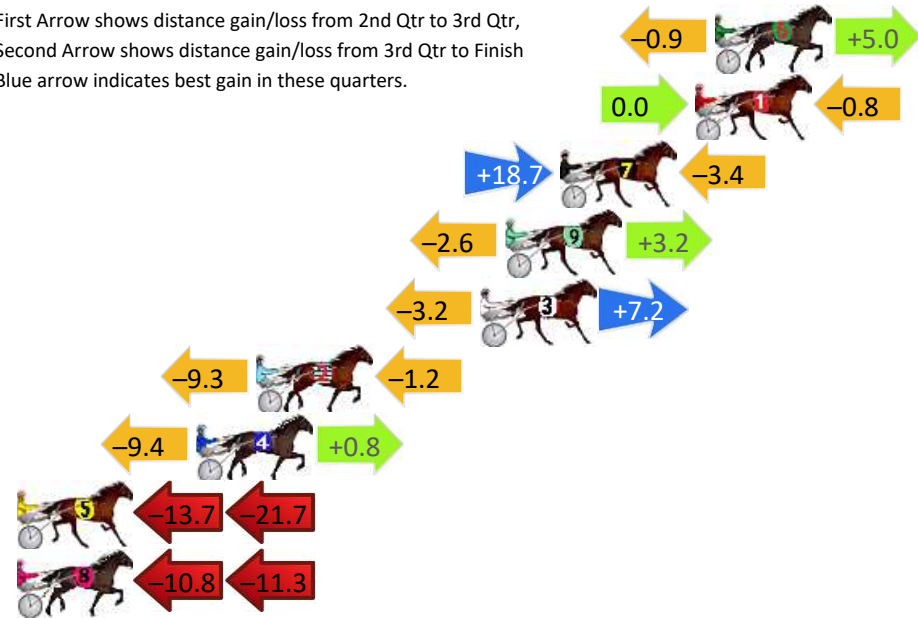 First Arrow shows distance gain/loss from 2nd Qtr to 3rd Qtr,
Second Arrow shows distance gain/loss from 3rd Qtr to Finish
Blue arrow indicates best gain in these quarters.
−0.9 6 +5.0
0.0 1 −0.8
+18.7 7 −3.4
−2.6 9 +3.2
−3.2 3 +7.2
−9.3 2 −1.2
−9.4 4 +0.8
5 −13.7 −21.7
8 −10.8 −11.3